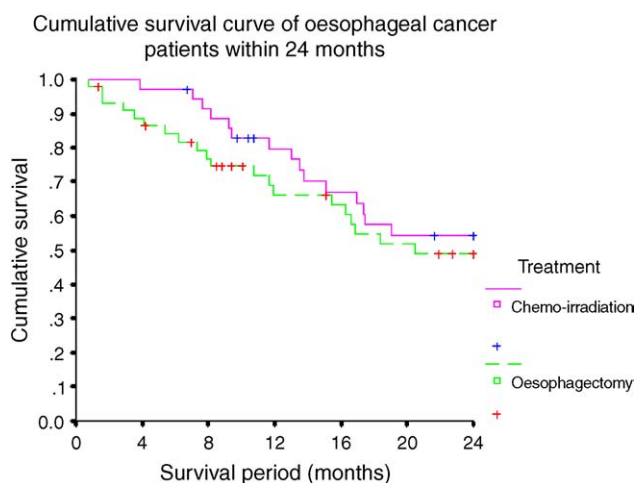 Cumulative survival curve of oesophageal cancer
patients within 24 months
1.0
.9
.8
.7
.6
.5
.4
.3
.2
.1
0.0
Cumulative survival
0 4 8 12 16 20 24
Survival period (months)
Treatment
Chemo-irradiation
Oesophagectomy